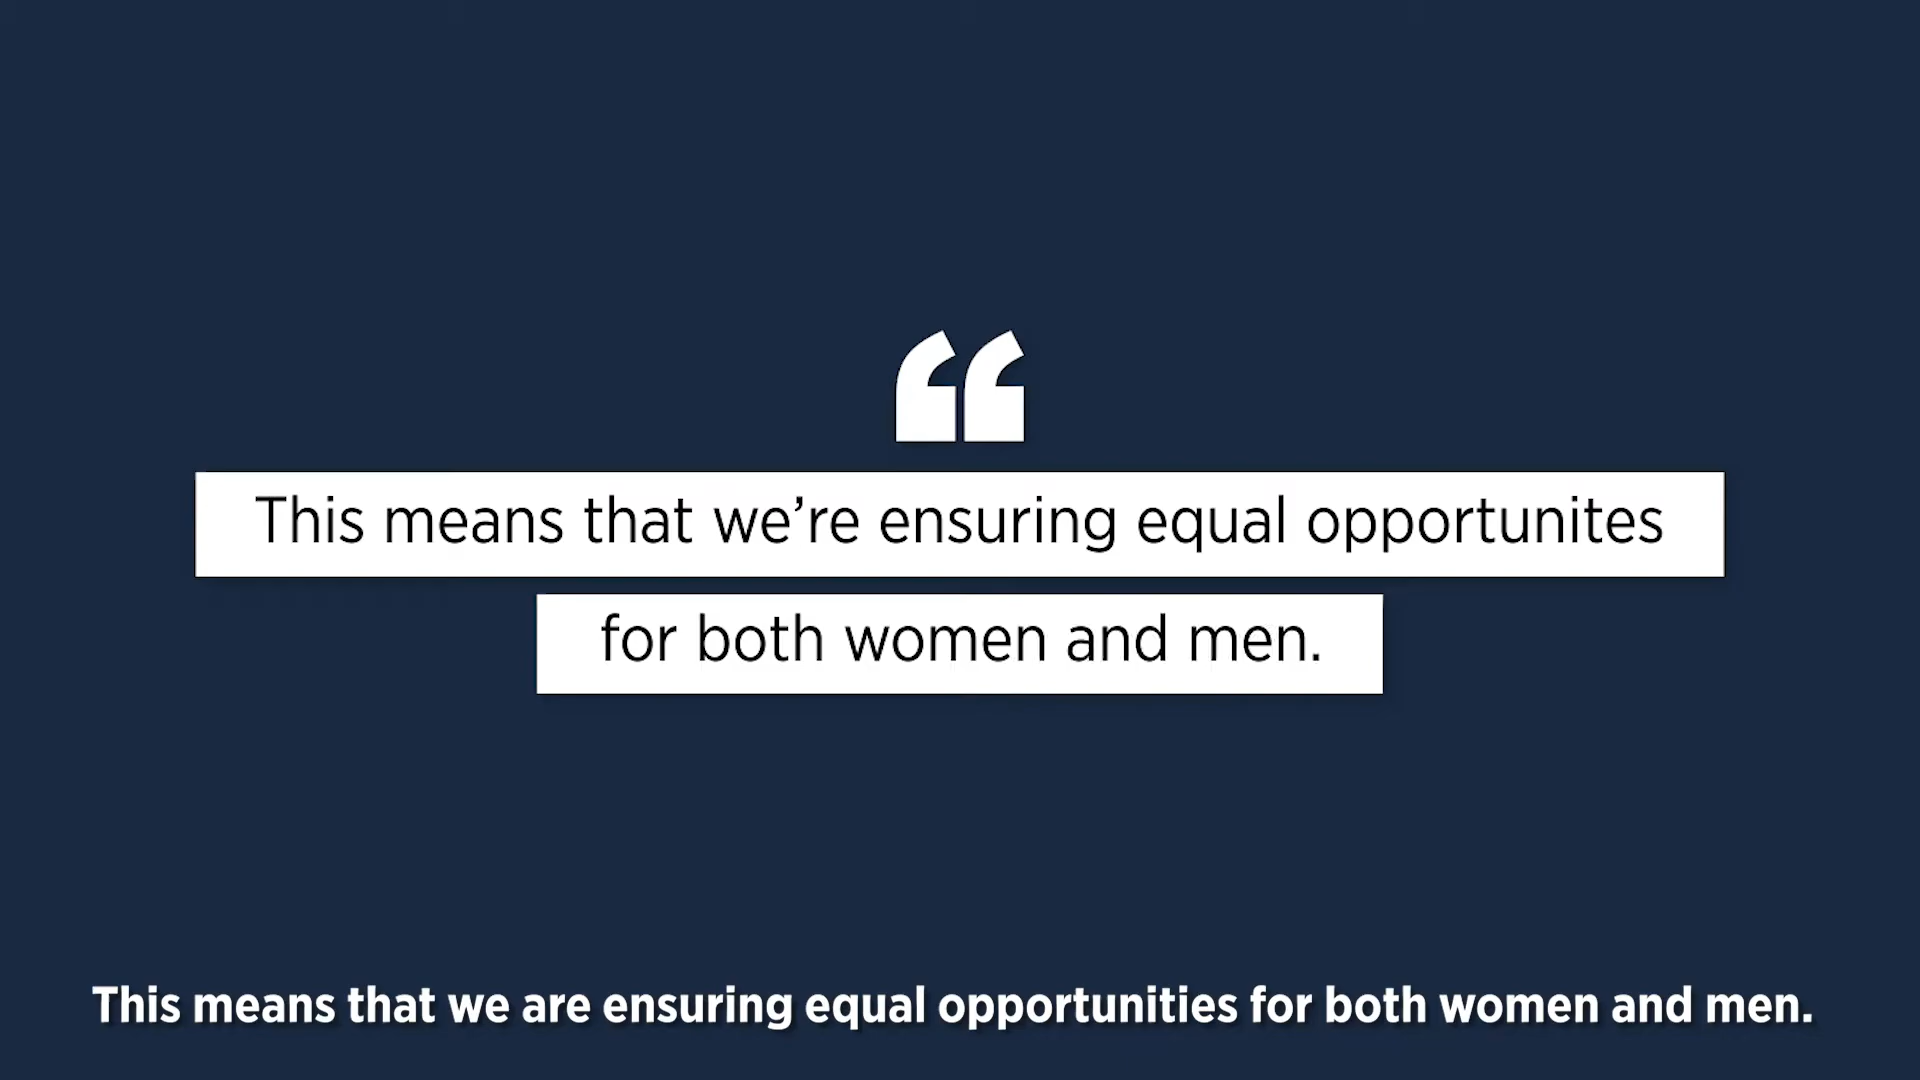 “
This means that we’re ensuring equal opportunites
for both women and men.
This means that we are ensuring equal opportunities for both women and men.